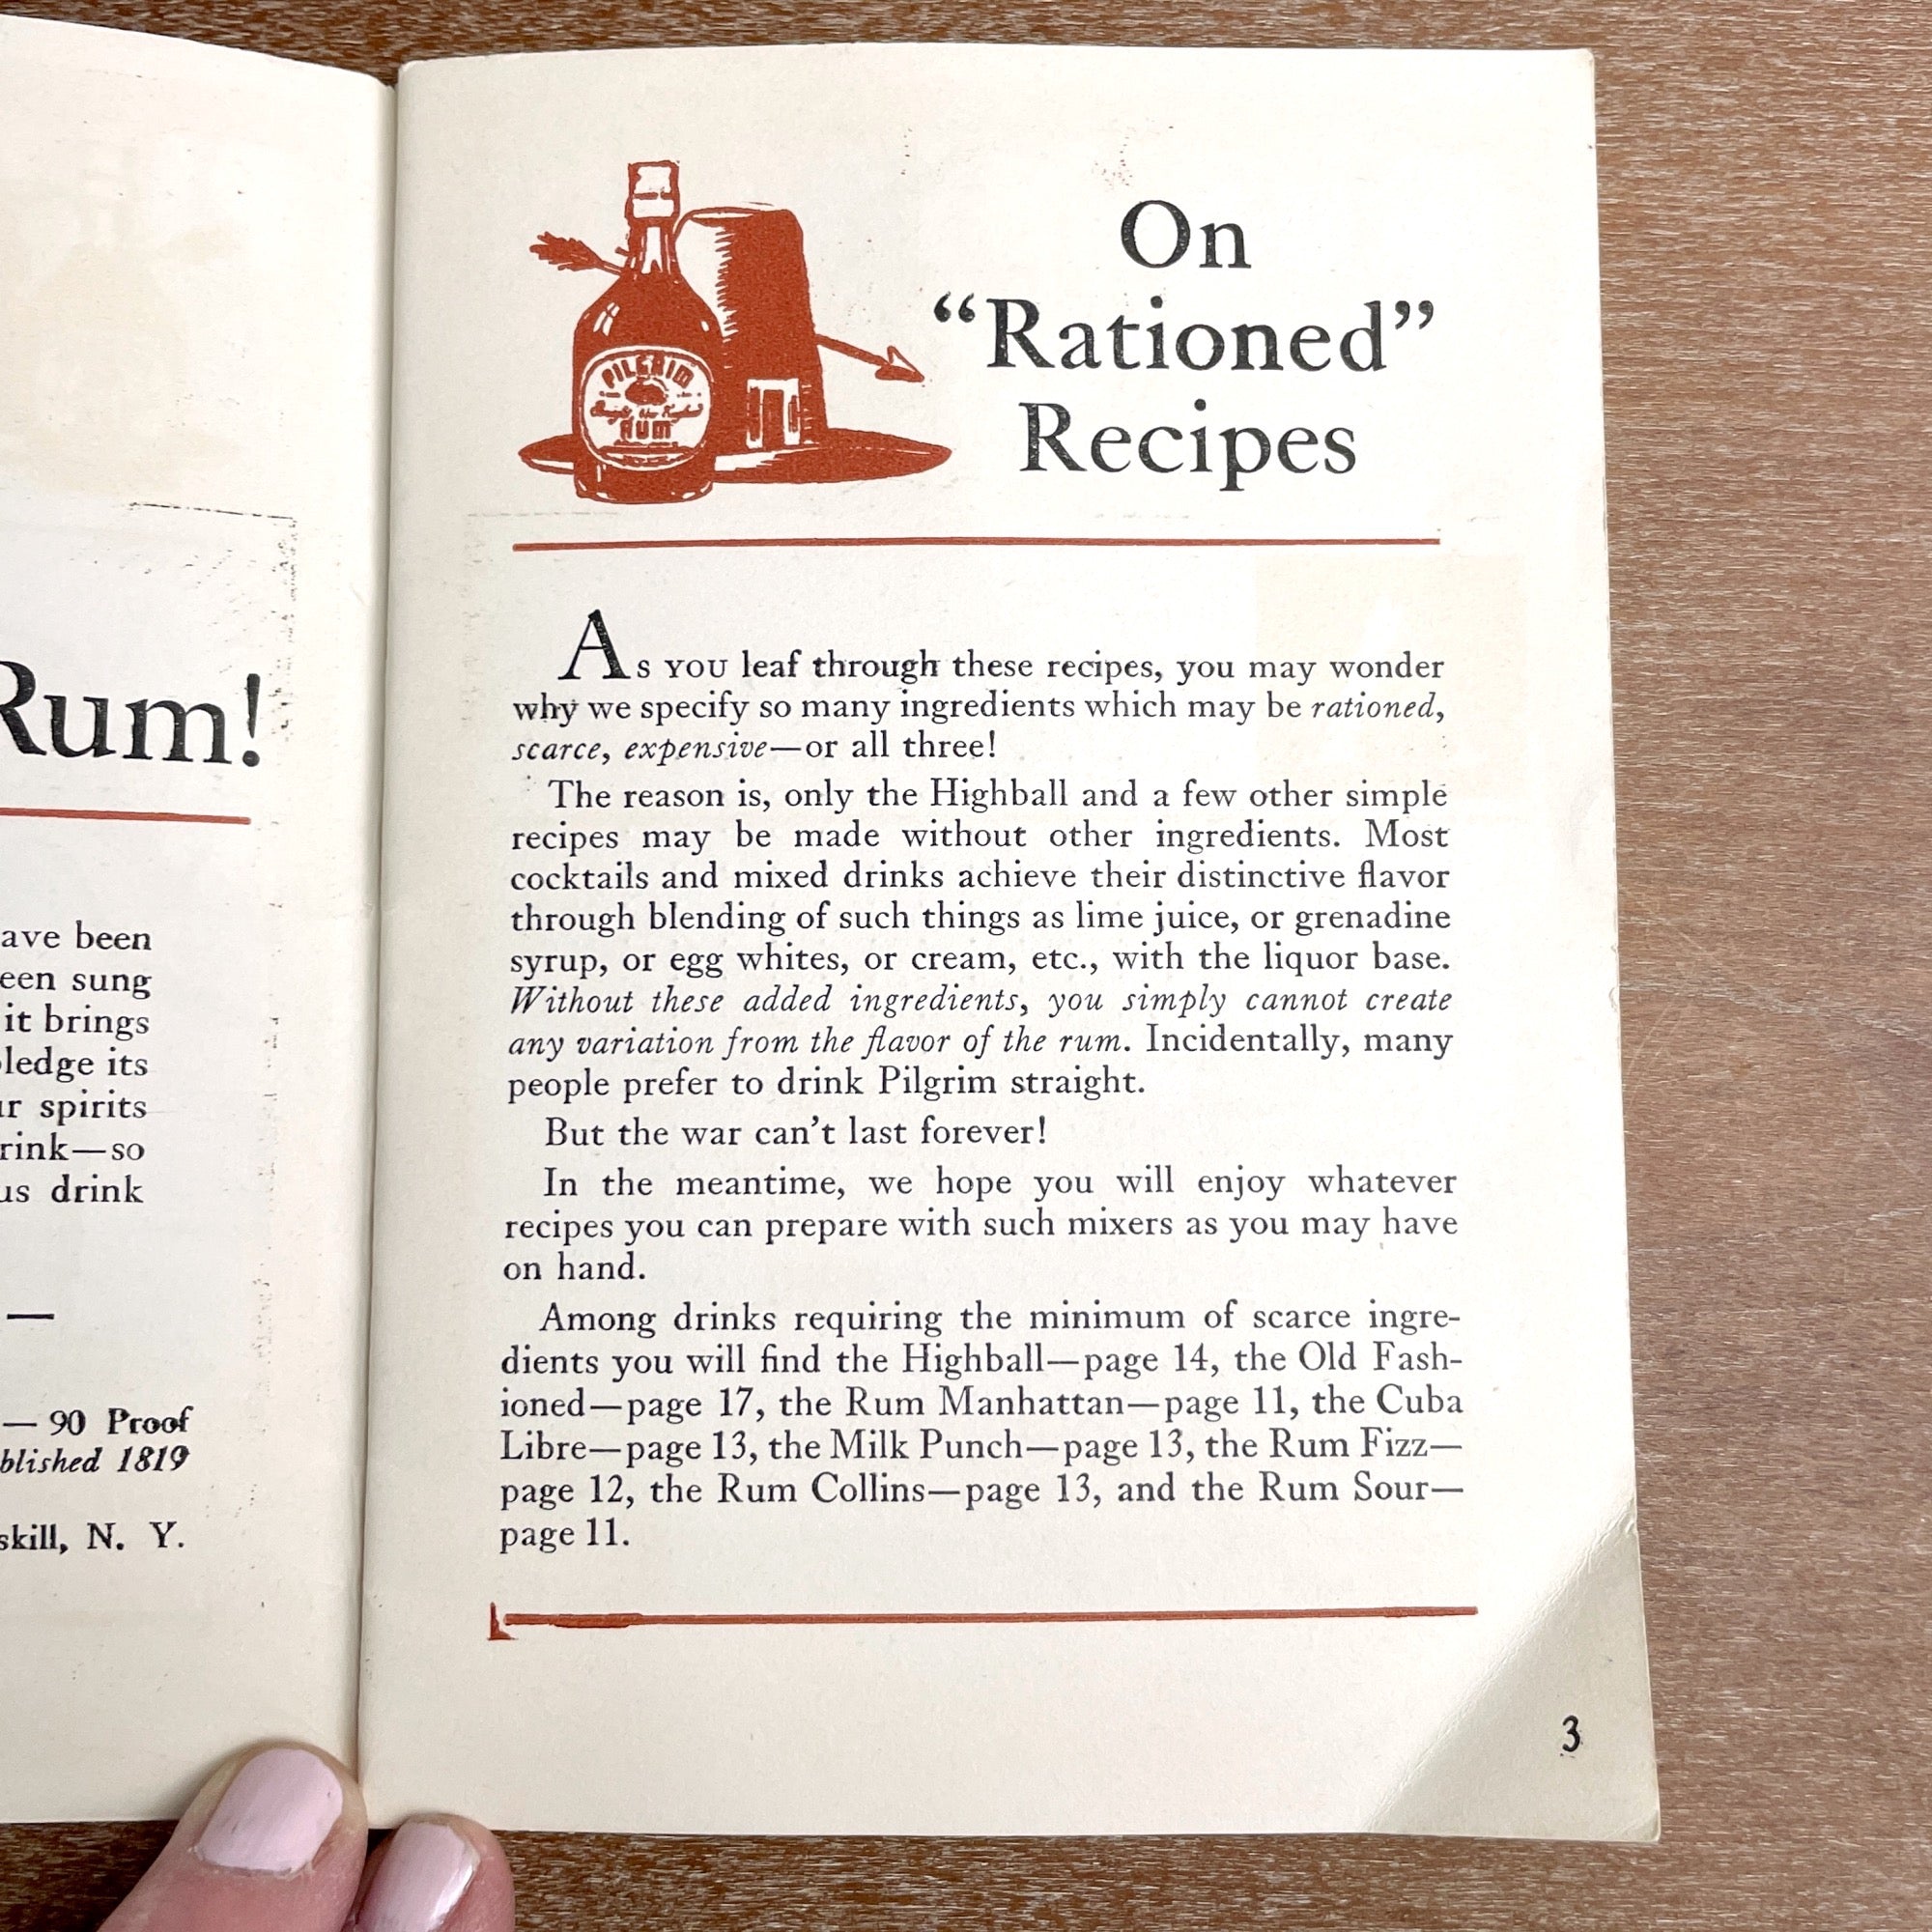 Rum!
ave been
een sung
it brings
ledge its
ur spirits
rink—so
us drink
—
— 90 Proof
blished 1819
skill, N. Y.
PILGRIM
RUM
On
“Rationed”
Recipes
As you leaf through these recipes, you may wonder
why we specify so many ingredients which may be rationed,
scarce, expensive—or all three!
The reason is, only the Highball and a few other simple
recipes may be made without other ingredients. Most
cocktails and mixed drinks achieve their distinctive flavor
through blending of such things as lime juice, or grenadine
syrup, or egg whites, or cream, etc., with the liquor base.
Without these added ingredients, you simply cannot create
any variation from the flavor of the rum. Incidentally, many
people prefer to drink Pilgrim straight.
But the war can’t last forever!
In the meantime, we hope you will enjoy whatever
recipes you can prepare with such mixers as you may have
on hand.
Among drinks requiring the minimum of scarce ingre-
dients you will find the Highball—page 14, the Old Fash-
ioned—page 17, the Rum Manhattan—page 11, the Cuba
Libre—page 13, the Milk Punch—page 13, the Rum Fizz—
page 12, the Rum Collins—page 13, and the Rum Sour—
page 11.
3